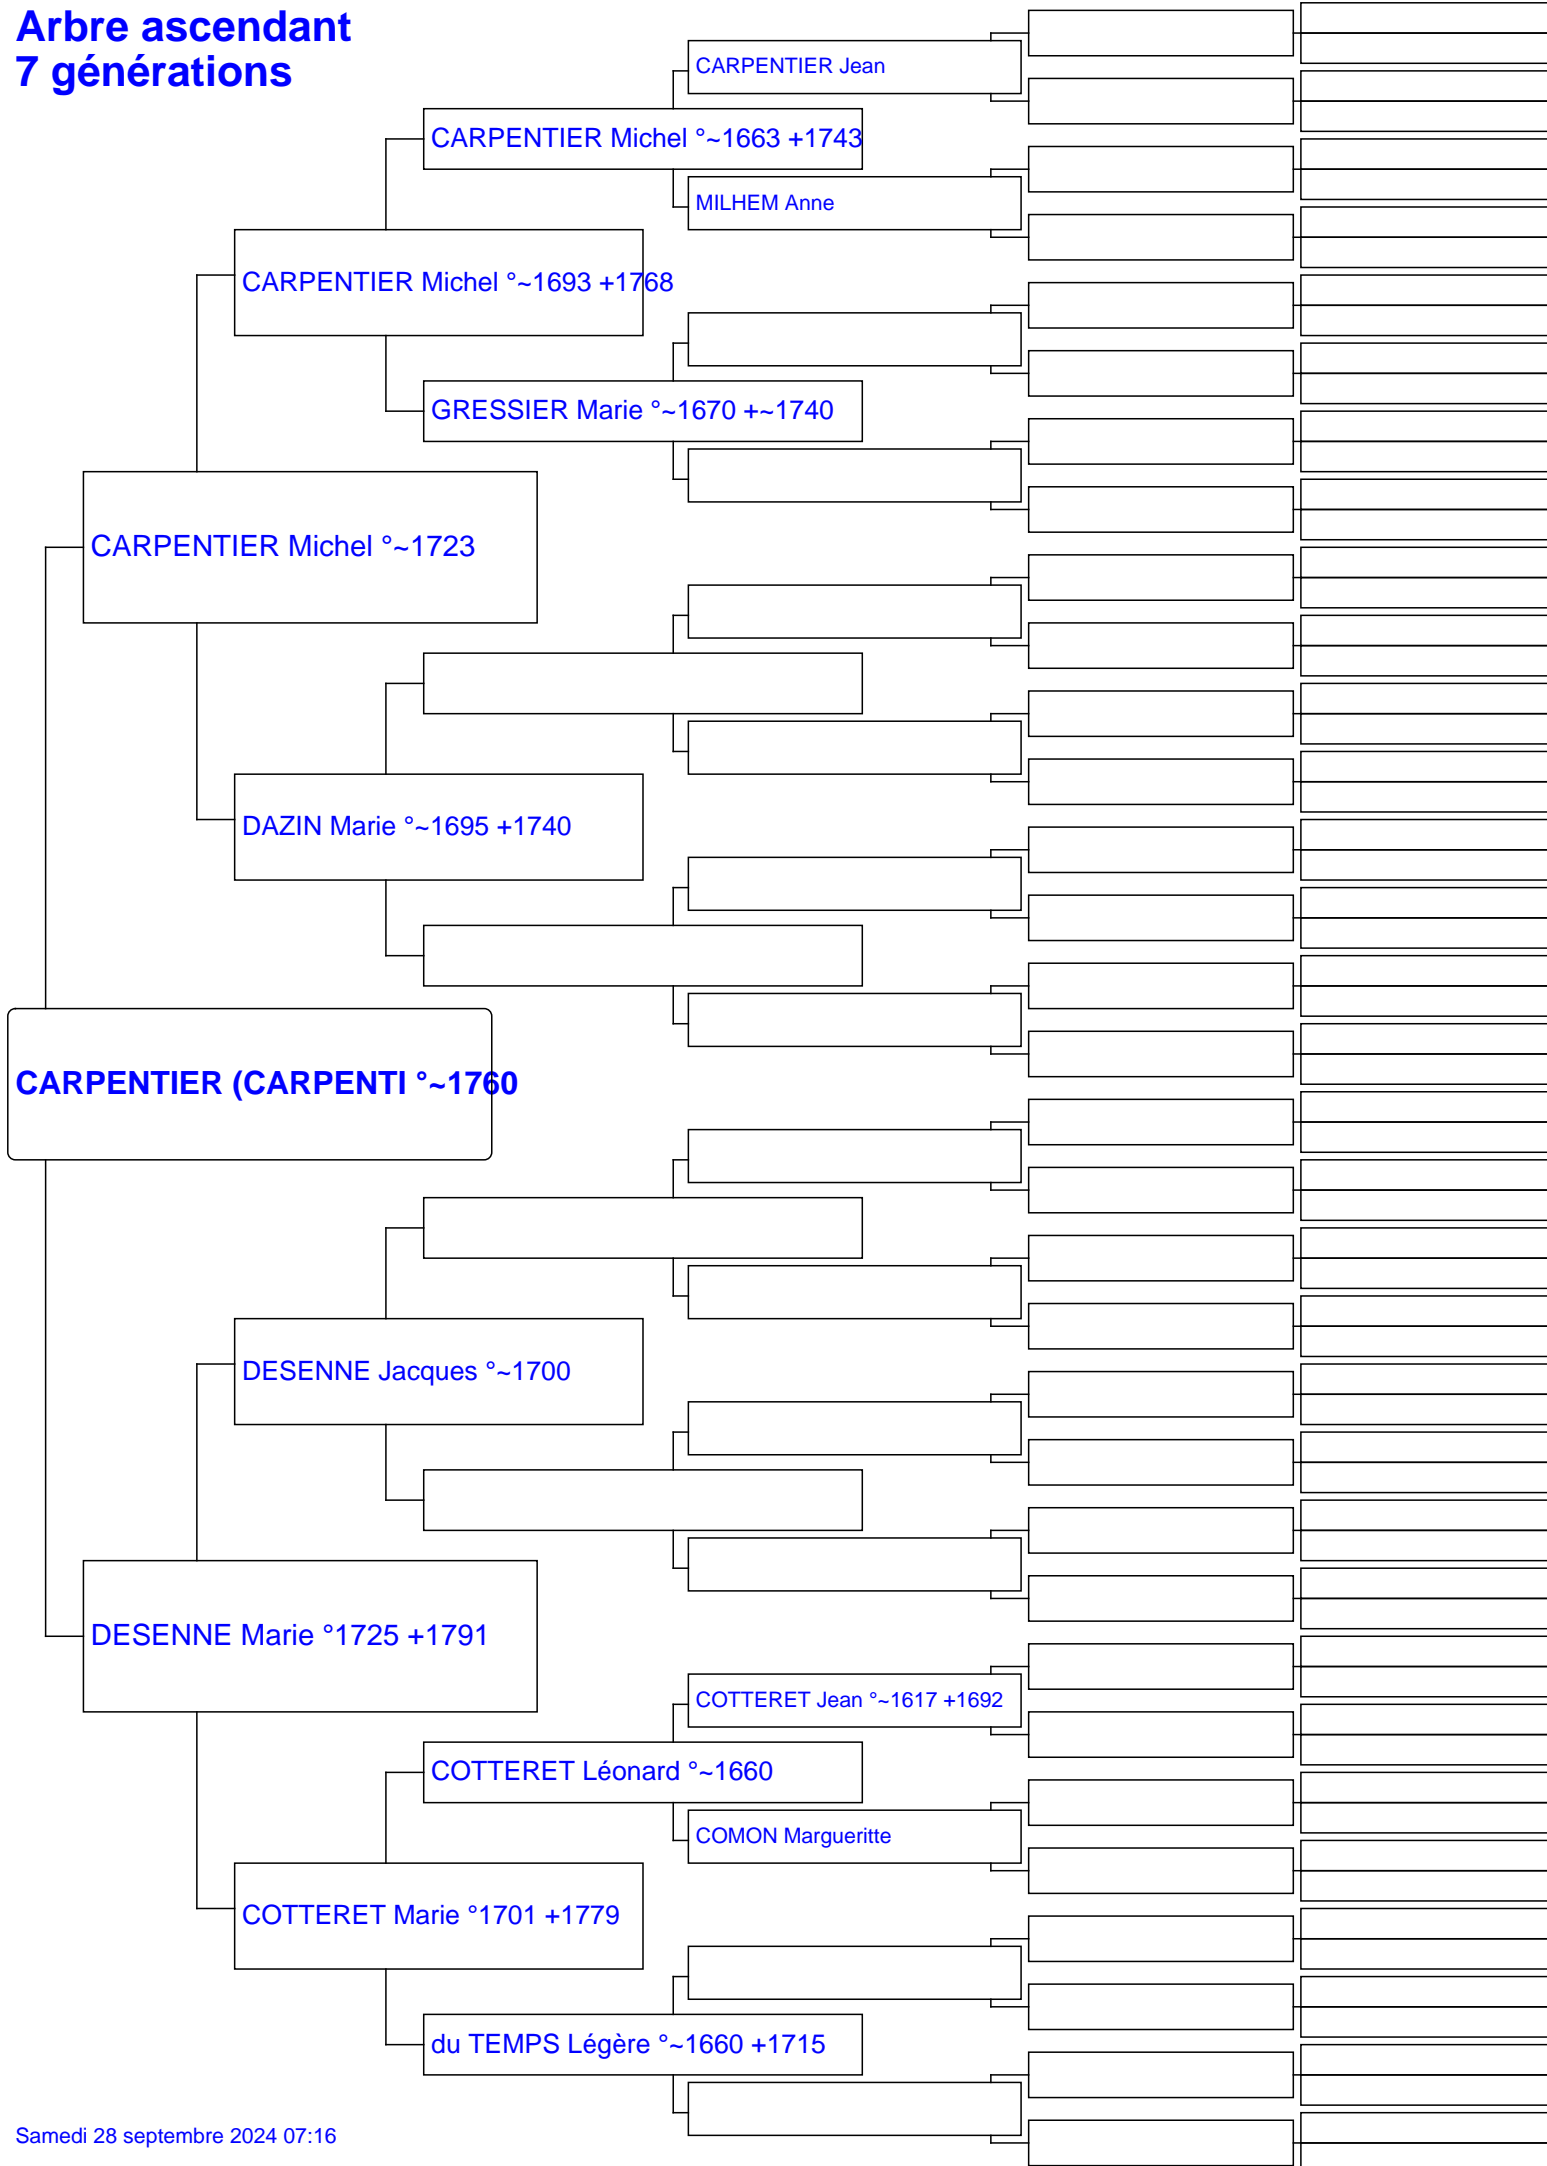 Arbre ascendant
7 générations
CARPENTIER Jean
CARPENTIER Michel °~1663 +1743
MILHEM Anne
CARPENTIER Michel °~1693 +1768
GRESSIER Marie °~1670 +~1740
CARPENTIER Michel °~1723
DAZIN Marie °~1695 +1740
CARPENTIER (CARPENTI °~1760
DESENNE Jacques °~1700
DESENNE Marie °1725 +1791
COTTERET Jean °~1617 +1692
COTTERET Léonard °~1660
COMON Margueritte
COTTERET Marie °1701 +1779
du TEMPS Légère °~1660 +1715
Samedi 28 septembre 2024 07:16